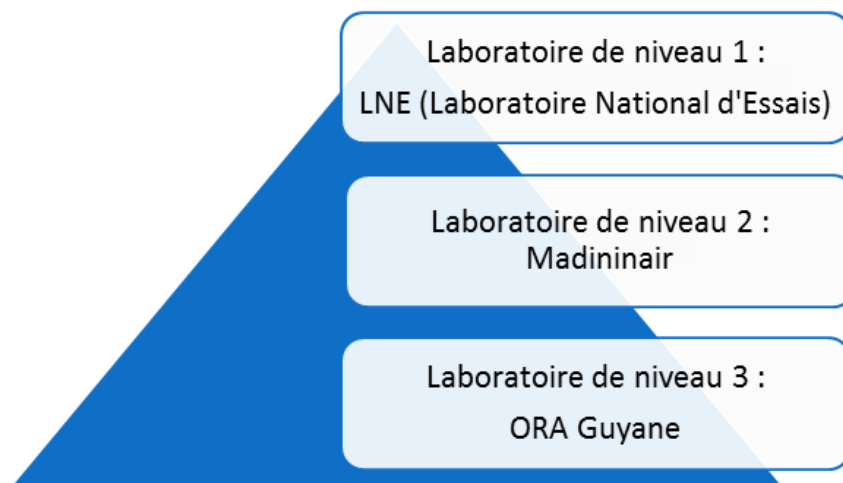 Laboratoire de niveau 1 :
LNE (Laboratoire National d'Essais)
Laboratoire de niveau 2 :
Madininair
Laboratoire de niveau 3 :
ORA Guyane